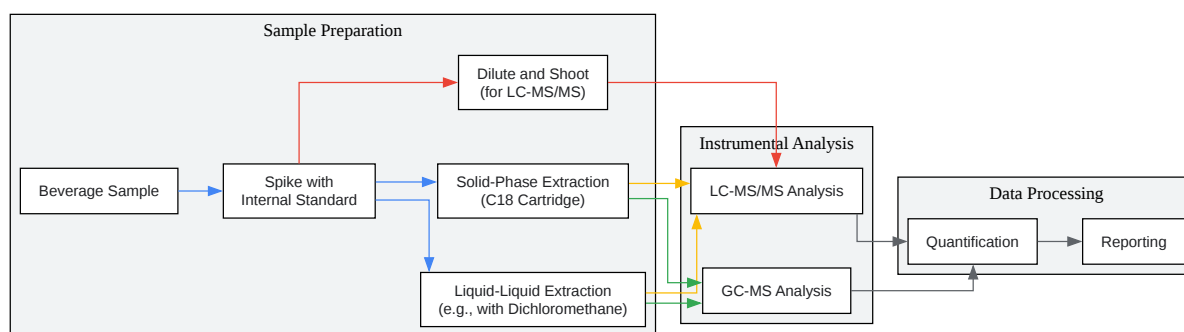 Sample Preparation
Dilute and Shoot
(for LC-MS/MS)
Beverage Sample
Spike with
Internal Standard
Solid-Phase Extraction
(C18 Cartridge)
Liquid-Liquid Extraction
(e.g., with Dichloromethane)
Instrumental Analysis
LC-MS/MS Analysis
GC-MS Analysis
Data Processing
Quantification
Reporting